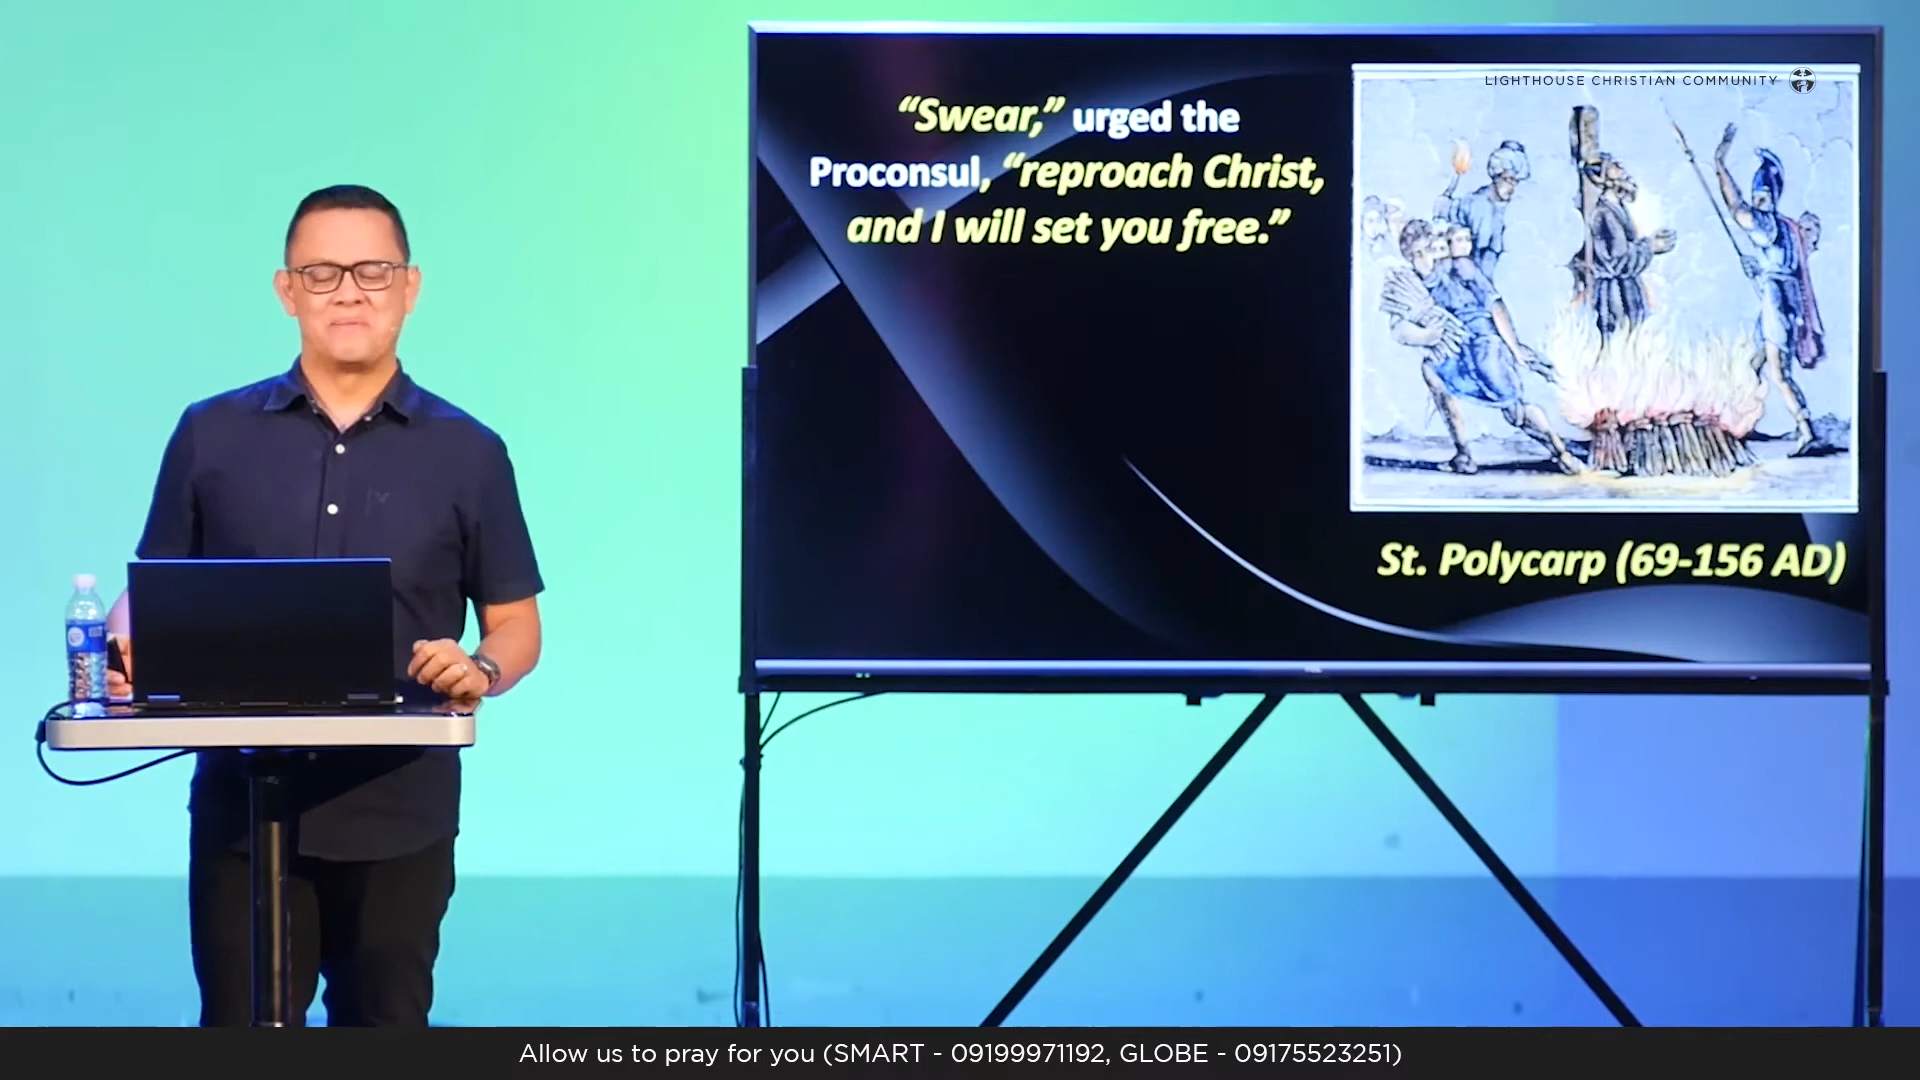 LIGHTHOUSE CHRISTIAN COMMUNITY
“Swear,” urged the
Proconsul, “reproach Christ,
and I will set you free.”
St. Polycarp (69-156 AD)
Allow us to pray for you (SMART - 09199971192, GLOBE - 09175523251)